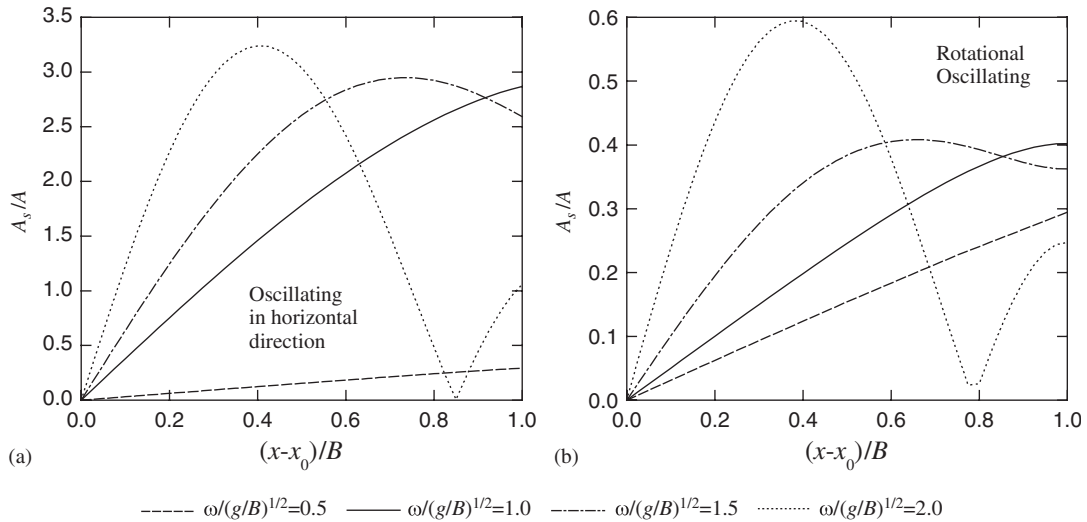 3.5
3.0
2.5
2.0
1.5
1.0
0.5
0.0
A_s/A
Oscillating
in horizontal
direction
0.0 0.2 0.4 0.6 0.8 1.0
(a)
(x-x_0)/B
0.6
0.5
0.4
0.3
0.2
0.1
0.0
A_s/A
Rotational
Oscillating
0.0 0.2 0.4 0.6 0.8 1.0
(b)
(x-x_0)/B
ω/(g/B)^{1/2}=0.5 ω/(g/B)^{1/2}=1.0 ω/(g/B)^{1/2}=1.5 ω/(g/B)^{1/2}=2.0